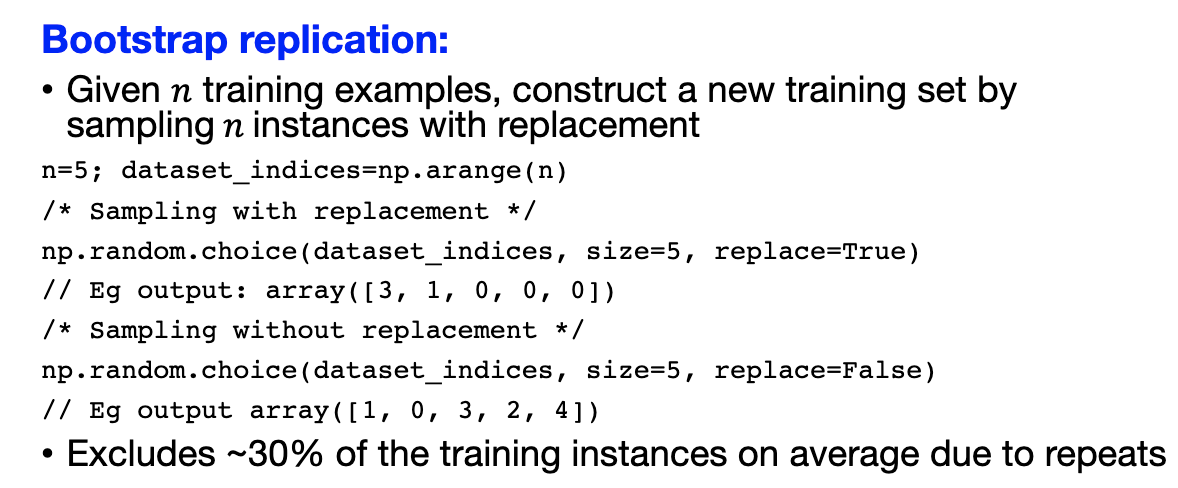 Bootstrap replication:
• Given n training examples, construct a new training set by
sampling n instances with replacement
n=5; dataset_indices=np.arange(n)
/* Sampling with replacement */
np.random.choice(dataset_indices, size=5, replace=True)
// Eg output: array([3, 1, 0, 0, 0])
/* Sampling without replacement */
np.random.choice(dataset_indices, size=5, replace=False)
// Eg output array([1, 0, 3, 2, 4])
• Excludes ~30% of the training instances on average due to repeats